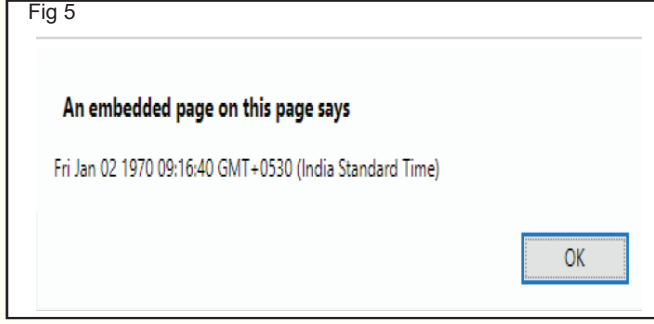 Fig 5
An embedded page on this page says
Fri Jan 02 1970 09:16:40 GMT+0530 (India Standard Time)
OK